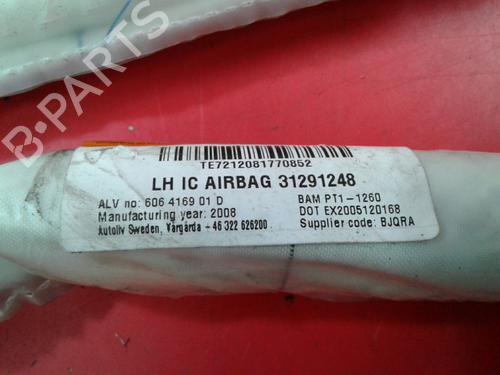 B-PARTS
TE7212081770852
LH IC AIRBAG 31291248
ALV no: 606 4169 01 D
BAM PT1-1260
Manufacturing year: 2008
DOT EX2005120168
Autoliv Sweden, Vårgårda - 46 322 626200
Supplier code: BJQRA